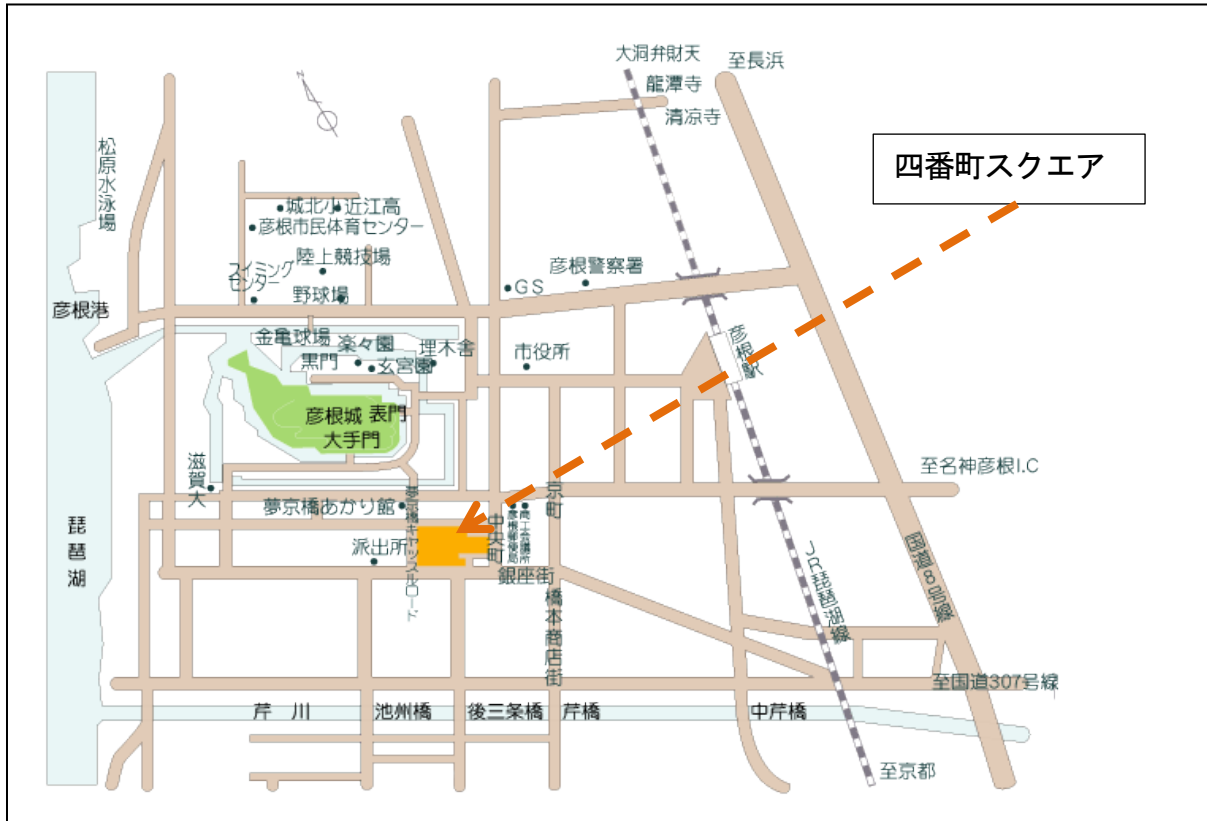 大洞弁財天
至長浜
N
龍潭寺
清凉寺
四番町スクエア
松原水泳場
城北小
近江高
彦根市民体育センター
陸上競技場
スイミング
センター
野球場
彦根警察署
GS
彦根港
金亀球場
楽々園
埋木舎
黒門
玄宮園
市役所
彦根駅
彦根城
表門
大手門
滋賀大
至名神彦根I.C
夢京橋あかり館
夢京橋キャッスルロード
中央町
彦根郵便局
商工会議所
京町
派出所
銀座街
琵琶湖
橋本商店街
JR琵琶湖線
国道8号線
至国道307号線
芹川
池州橋
後三条橋
芹橋
中芹橋
至京都